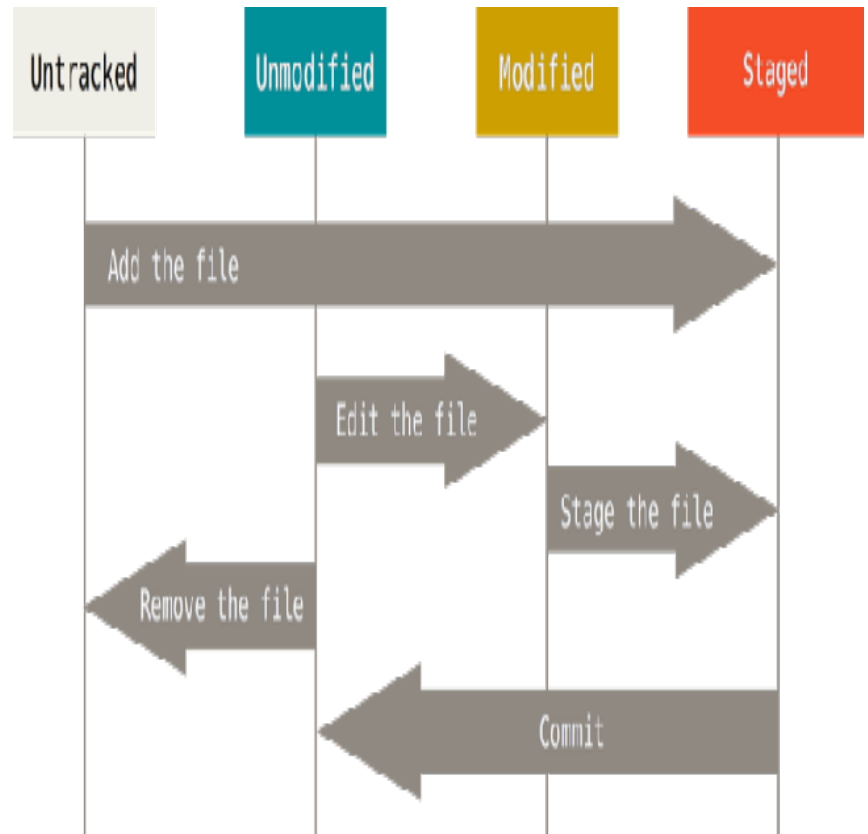 Untracked
Unmodified
Modified
Staged
Add the file
Edit the file
Stage the file
Remove the file
Commit